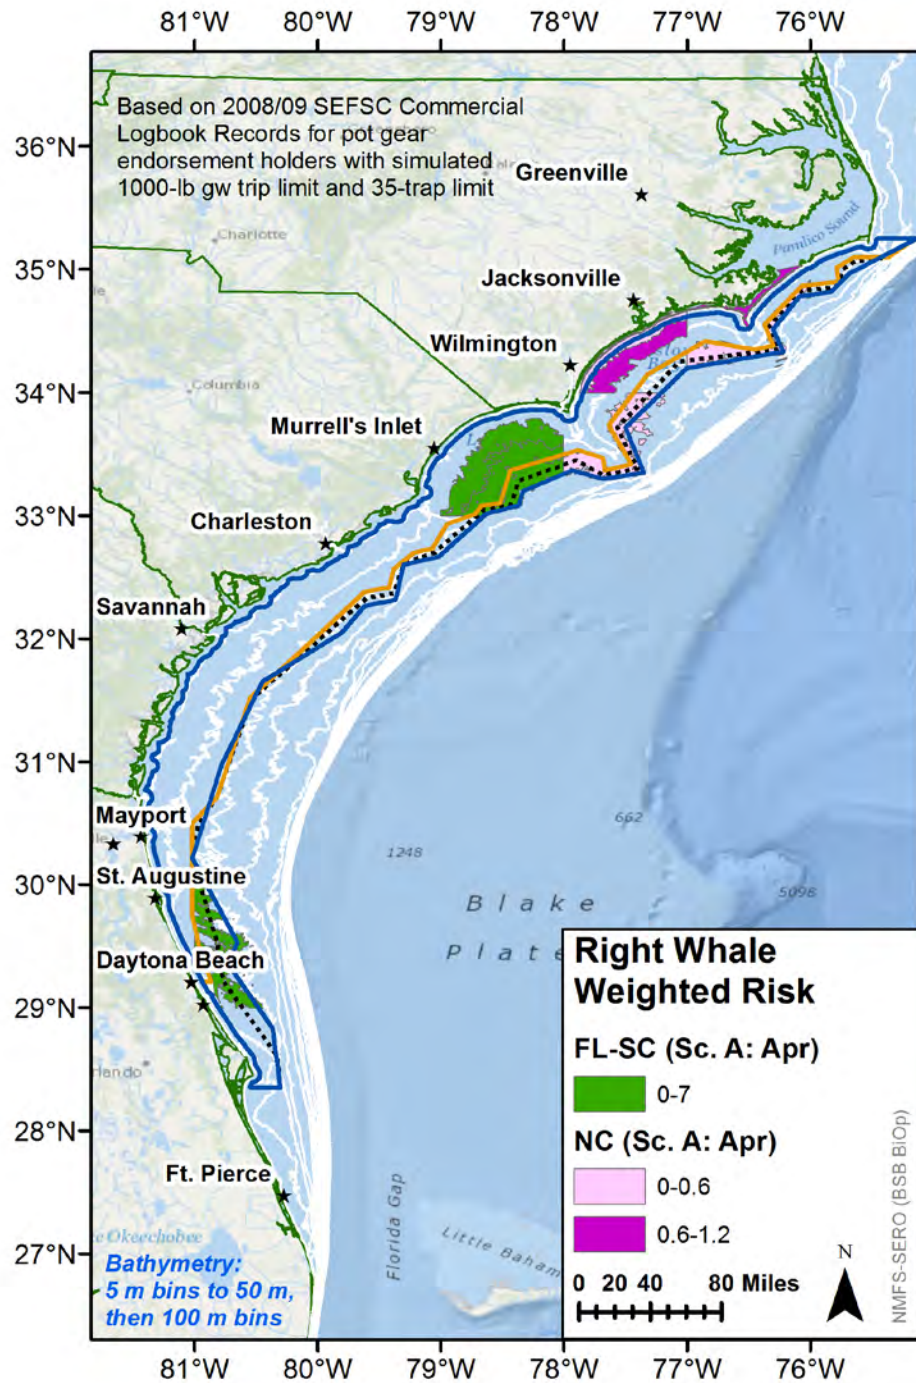 81°W 80°W 79°W 78°W 77°W 76°W
Based on 2008/09 SEFSC Commercial
Logbook Records for pot gear
endorsement holders with simulated
1000-lb gw trip limit and 35-trap limit
36°N
Greenville
Charlotte
Pamlico Sound
35°N
Jacksonville
Wilmington
34°N
Columbia
Murrell's Inlet
33°N
Charleston
Savannah
32°N
31°N
Mayport
662
1248
St. Augustine
30°N
5098
Blake
Plate
Daytona Beach
29°N
lando
28°N
Ft. Pierce
27°N
e Okeechobee
Florida Gap
Little Baham
Bathymetry:
5 m bins to 50 m,
then 100 m bins
Right Whale
Weighted Risk
FL-SC (Sc. A: Apr)
0-7
NC (Sc. A: Apr)
0-0.6
0.6-1.2
0 20 40 80 Miles
N
NMFS-SERO (BSB BiOp)
81°W 80°W 79°W 78°W 77°W 76°W